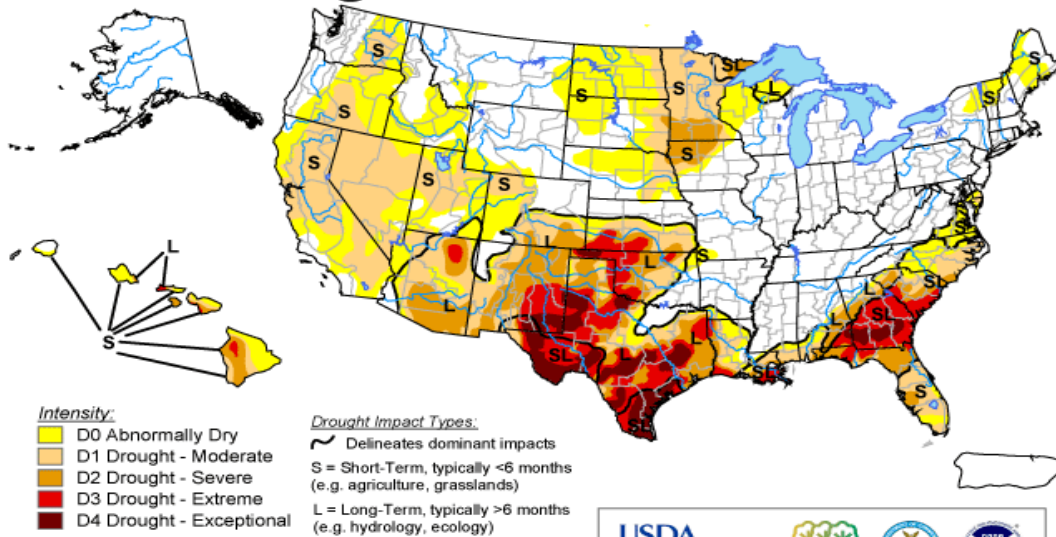 S
S
S
S
S
S
S
S
SL
L
S
S
L
L
L
S
S
L
SL
SL
L
L
SL
SL
SL
S
L
S
Intensity:
D0 Abnormally Dry
D1 Drought - Moderate
D2 Drought - Severe
D3 Drought - Extreme
D4 Drought - Exceptional
Drought Impact Types:
Delineates dominant impacts
S = Short-Term, typically <6 months
(e.g. agriculture, grasslands)
L = Long-Term, typically >6 months
(e.g. hydrology, ecology)
USDA